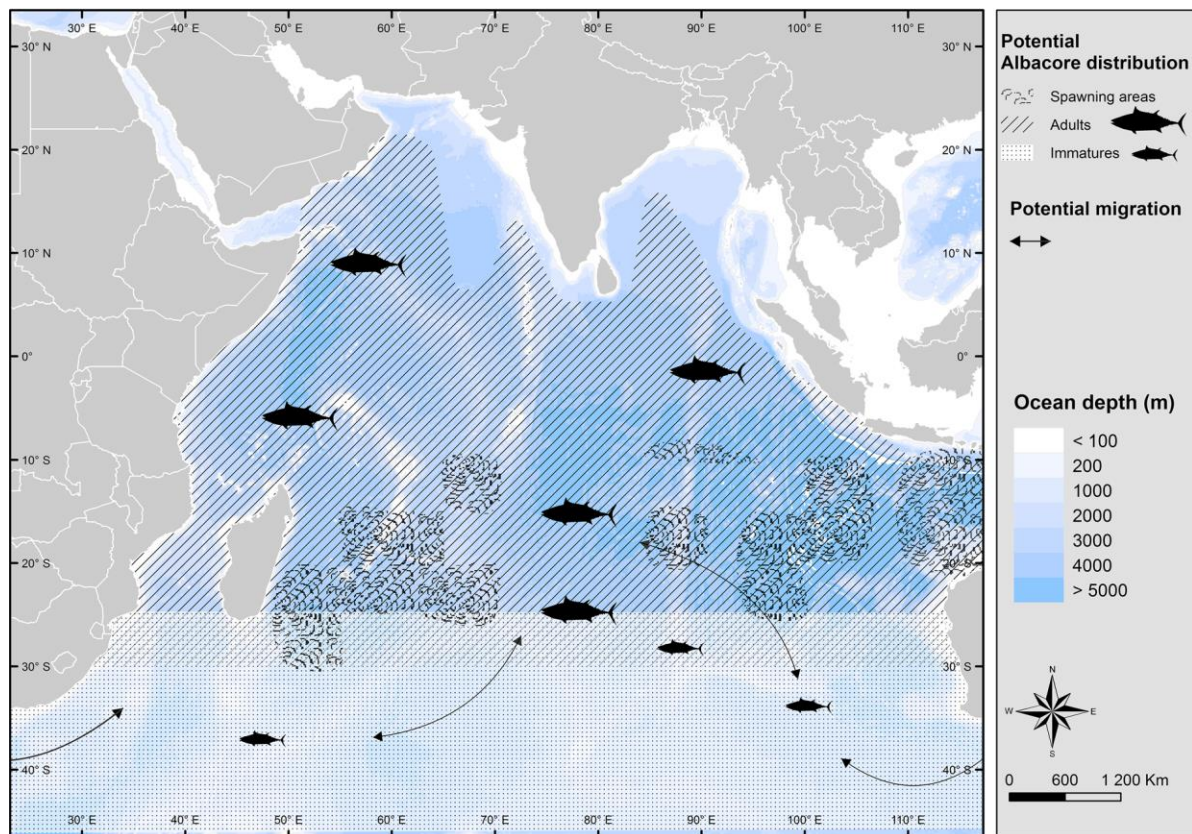 30° E 40° E 50° E 60° E 70° E 80° E 90° E 100° E 110° E
30° N 30° N
20° N 20° N
10° N 10° N
0° 0°
10° S 10° S
20° S 20° S
30° S 30° S
40° S 40° S
30° E 40° E 50° E 60° E 70° E 80° E 90° E 100° E 110° E
Potential
Albacore distribution
Spawning areas
Adults
Immatures
Potential migration
Ocean depth (m)
< 100
200
1000
2000
3000
4000
> 5000
N
W E
S
0 600 1 200 Km